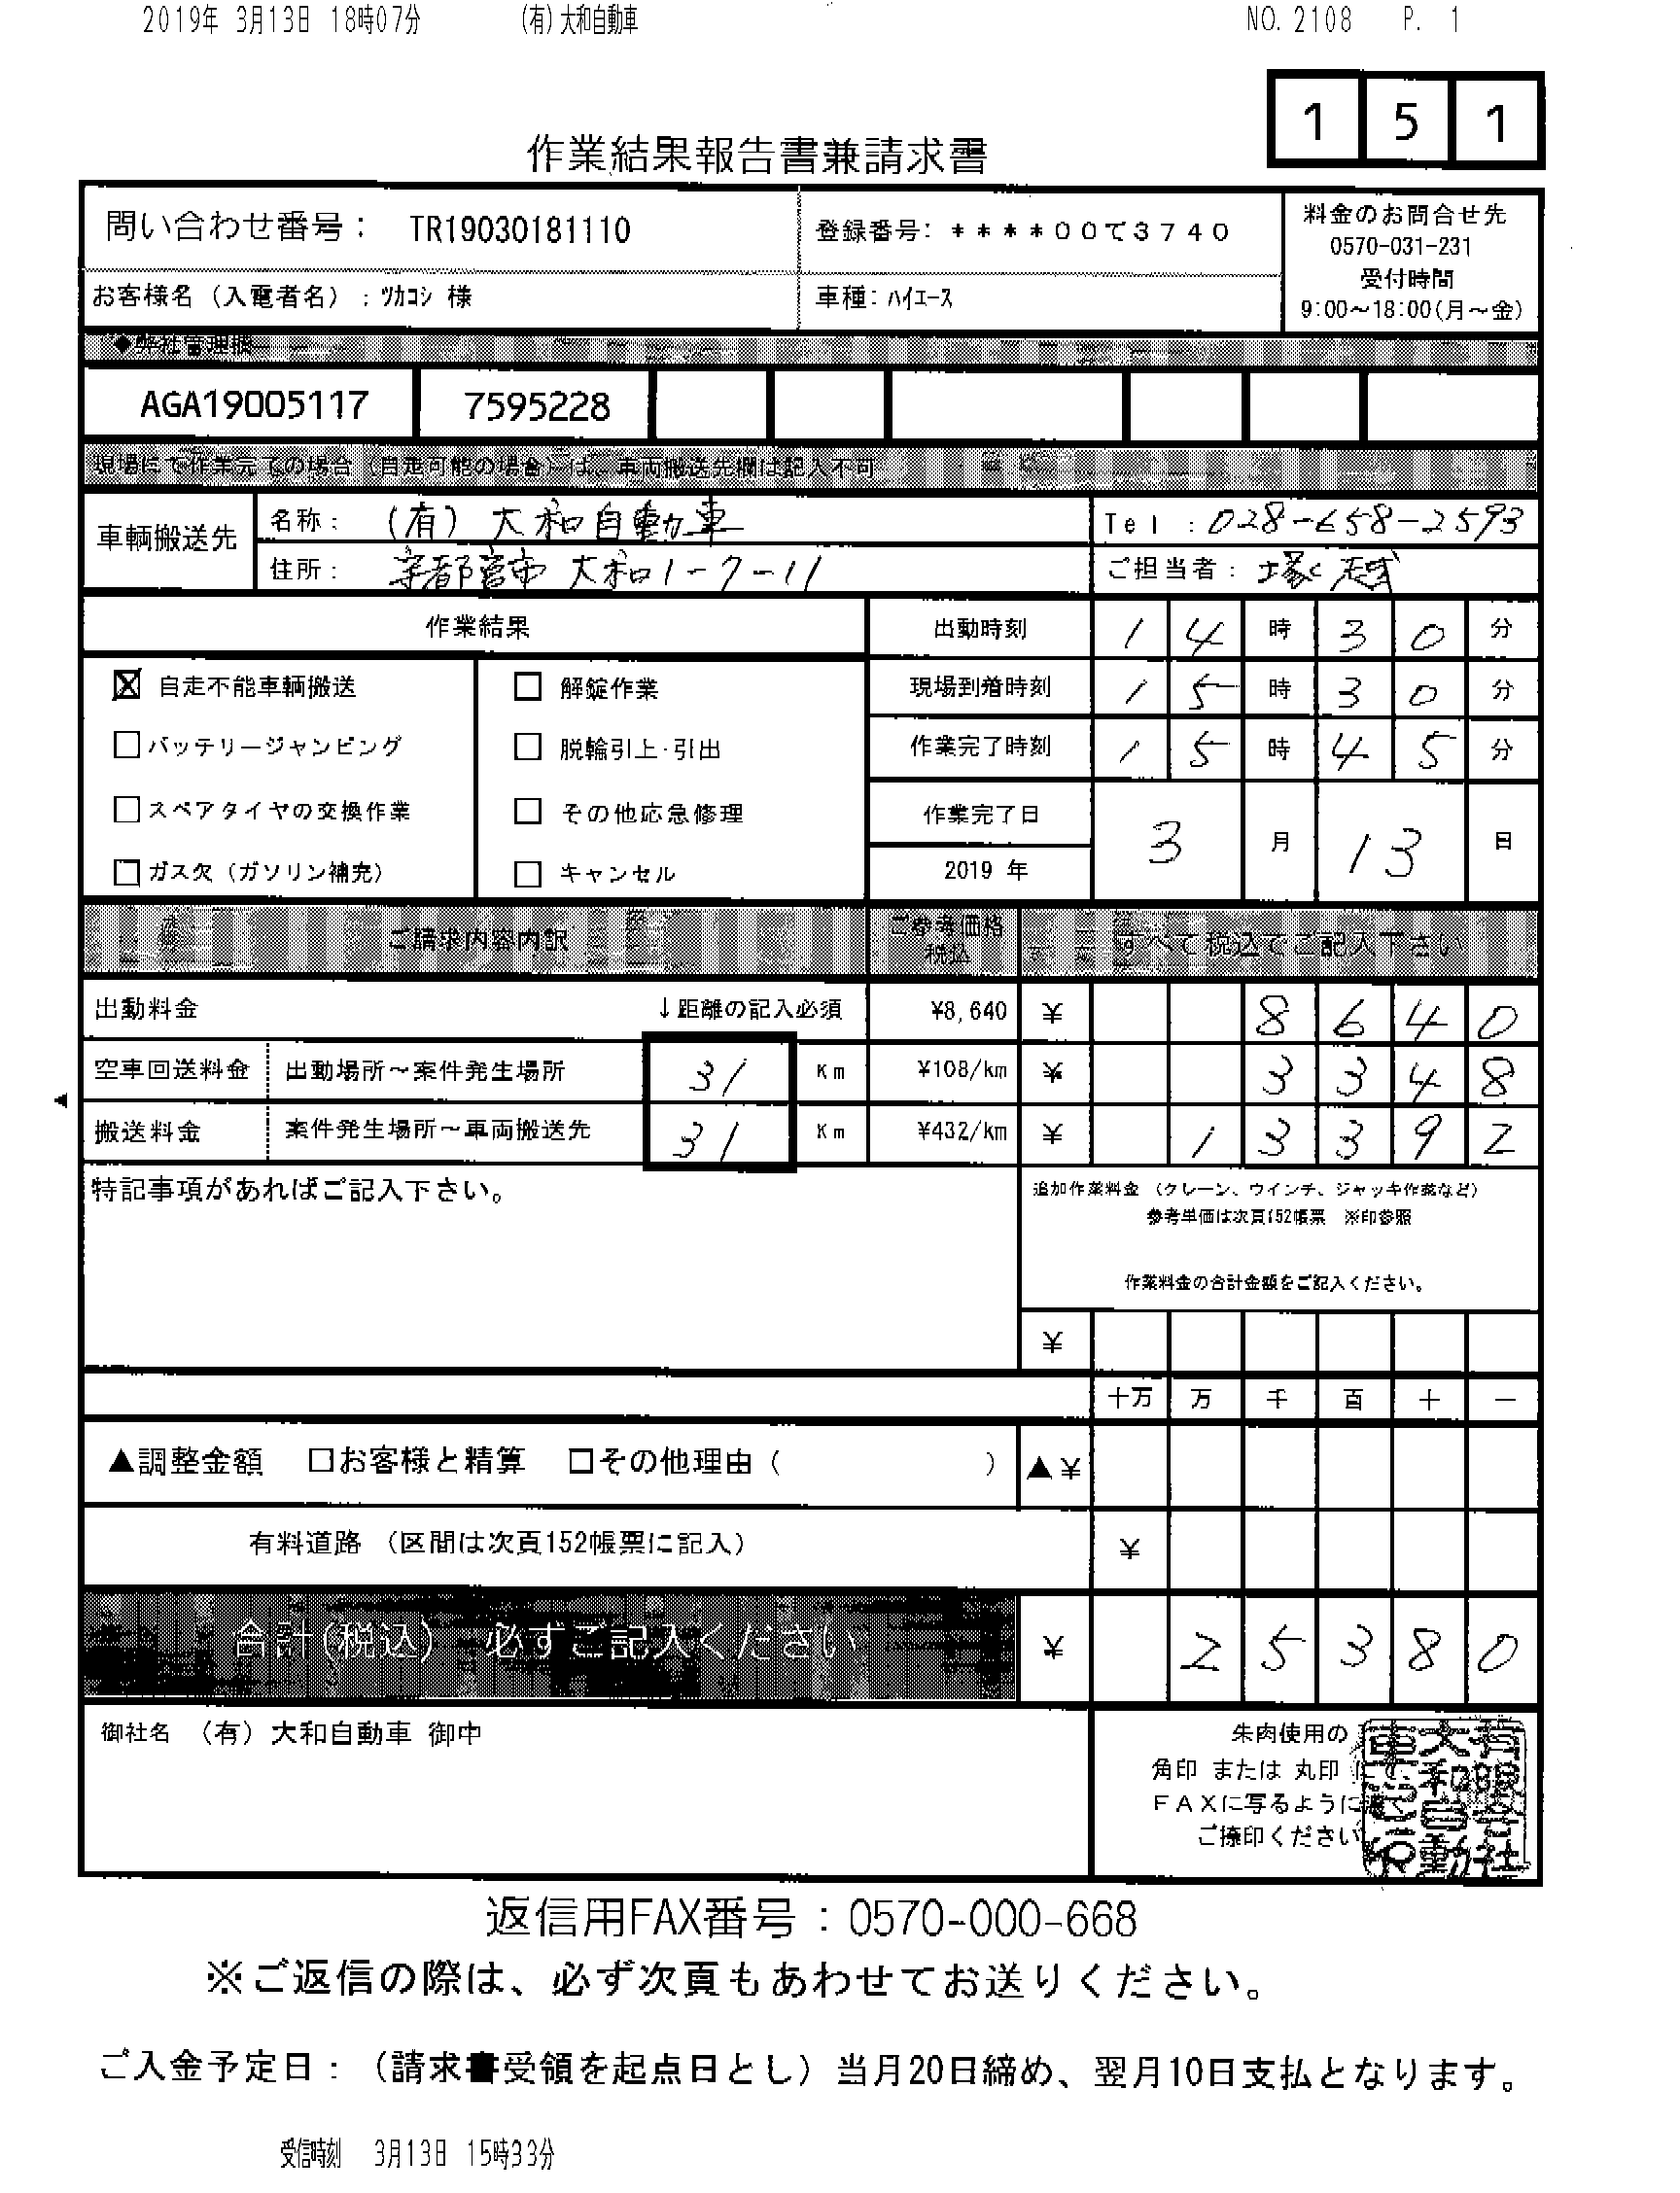 2019年 3月13日 18時07分 (有)大和自動車 NO.2108 P. 1
1 5 1
作業結果報告書兼請求書
問い合わせ番号： TR19030181110 登録番号：＊＊＊＊００て３７４０ 料金のお問合せ先
0570-031-231
受付時間
9:00～18:00(月～金)
お客様名（入電者名）：ツカコシ 様 車種：ハイエース
◆弊社管理欄
AGA19005117 7595228
現場にて作業完了の場合（自走可能の場合）は、車両搬送先欄は記入不可
車輌搬送先 名称： (有) 大和自動車 Tel ：028-658-2593
住所： 宇都宮市 大和1-7-11 ご担当者：塚越
作業結果 出動時刻 14時30分
☒ 自走不能車輌搬送 □ 解錠作業 現場到着時刻 15時30分
□ バッテリージャンピング □ 脱輪引上・引出 作業完了時刻 15時45分
□ スペアタイヤの交換作業 □ その他応急修理 作業完了日 3月13日
□ ガス欠（ガソリン補充） □ キャンセル 2019 年
ご請求内容内訳 ご参考価格 税込 すべて税込でご記入下さい
出動料金 ↓距離の記入必須 ¥8,640 ¥ 8640
空車回送料金 出動場所～案件発生場所 31 Km ¥108/km ¥ 3348
搬送料金 案件発生場所～車両搬送先 31 Km ¥432/km ¥ 13392
特記事項があればご記入下さい。 追加作業料金（クレーン、ウインチ、ジャッキ作業など）
参考単価は次頁152帳票 ※印参照
作業料金の合計金額をご記入ください。
¥
十万 万 千 百 十 一
▲調整金額 □お客様と精算 □その他理由（ ） ▲¥
有料道路 （区間は次頁152帳票に記入） ¥
合計(税込) 必ずご記入ください ¥ 25380
御社名 （有）大和自動車 御中 朱肉使用の
角印 または 丸印 にて、
ＦＡＸに写るように
ご捺印ください
返信用FAX番号：0570-000-668
※ご返信の際は、必ず次頁もあわせてお送りください。
ご入金予定日：（請求書受領を起点日とし）当月20日締め、翌月10日支払となります。
受信時刻 3月13日 15時33分